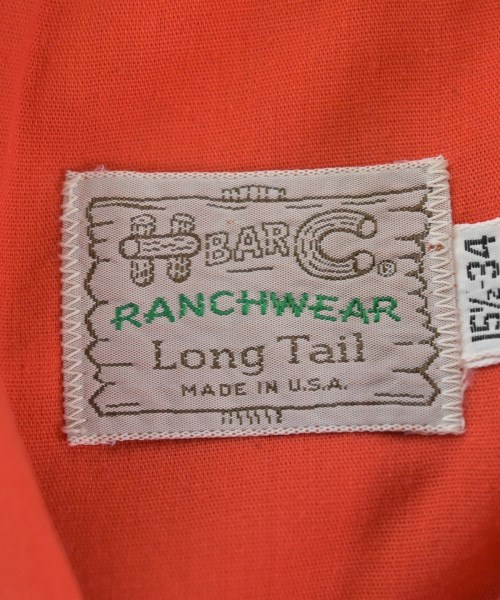 H BAR C ®
RANCHWEAR
Long Tail
MADE IN U.S.A.
15½-34